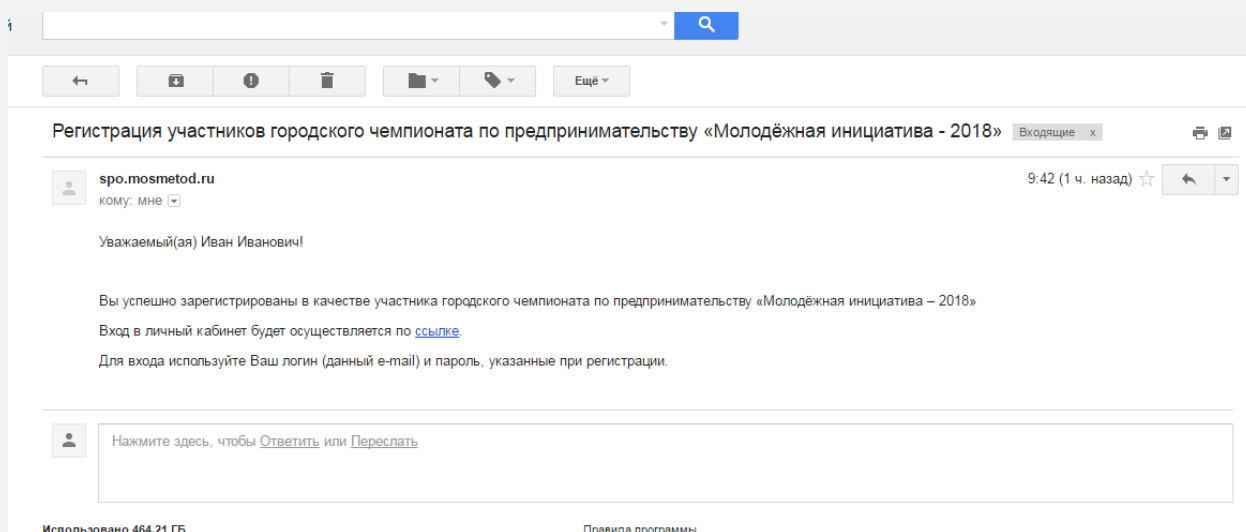 й
Ещё
Регистрация участников городского чемпионата по предпринимательству «Молодёжная инициатива - 2018» Входящие x
spo.mosmetod.ru 9:42 (1 ч. назад)
кому: мне
Уважаемый(ая) Иван Иванович!
Вы успешно зарегистрированы в качестве участника городского чемпионата по предпринимательству «Молодёжная инициатива – 2018»
Вход в личный кабинет будет осуществляется по ссылке.
Для входа используйте Ваш логин (данный e-mail) и пароль, указанные при регистрации.
Нажмите здесь, чтобы Ответить или Переслать
Использовано 464,21 ГБ Правила программы